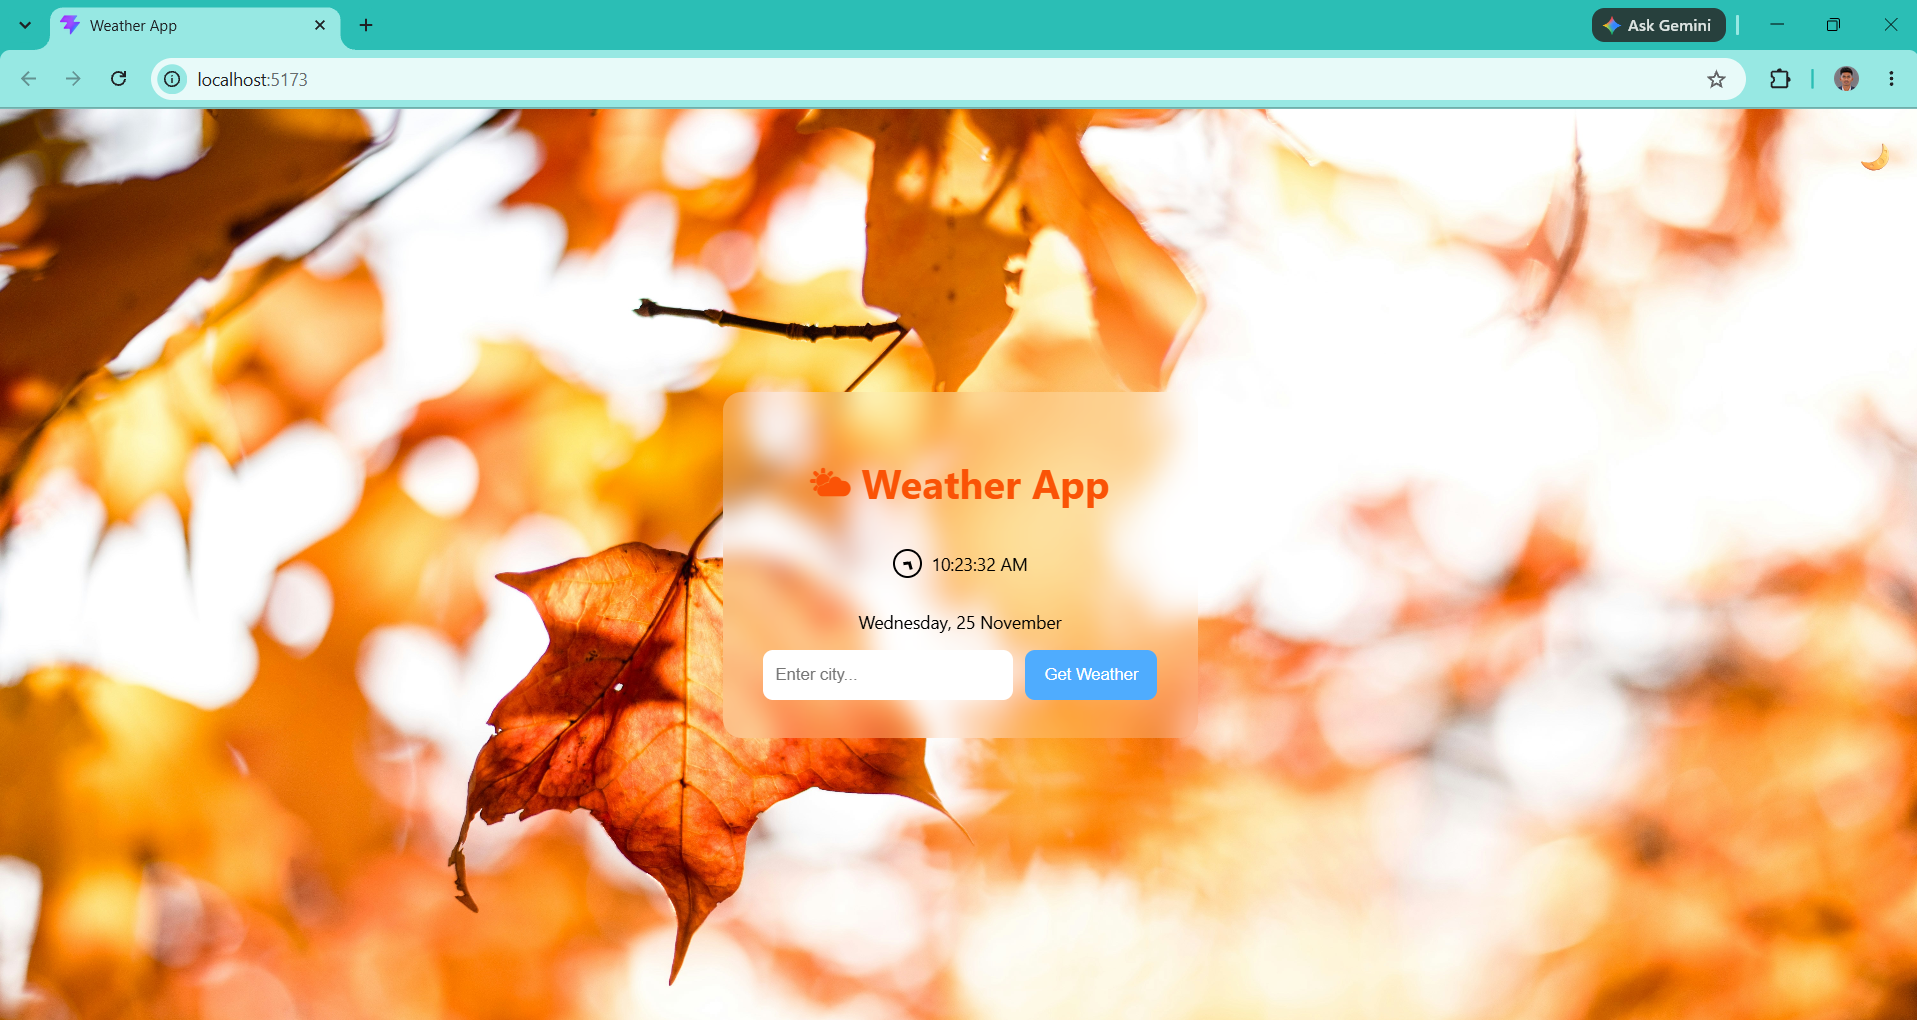 Weather App
Ask Gemini
localhost:5173
Weather App
10:23:32 AM
Wednesday, 25 November
Enter city...
Get Weather